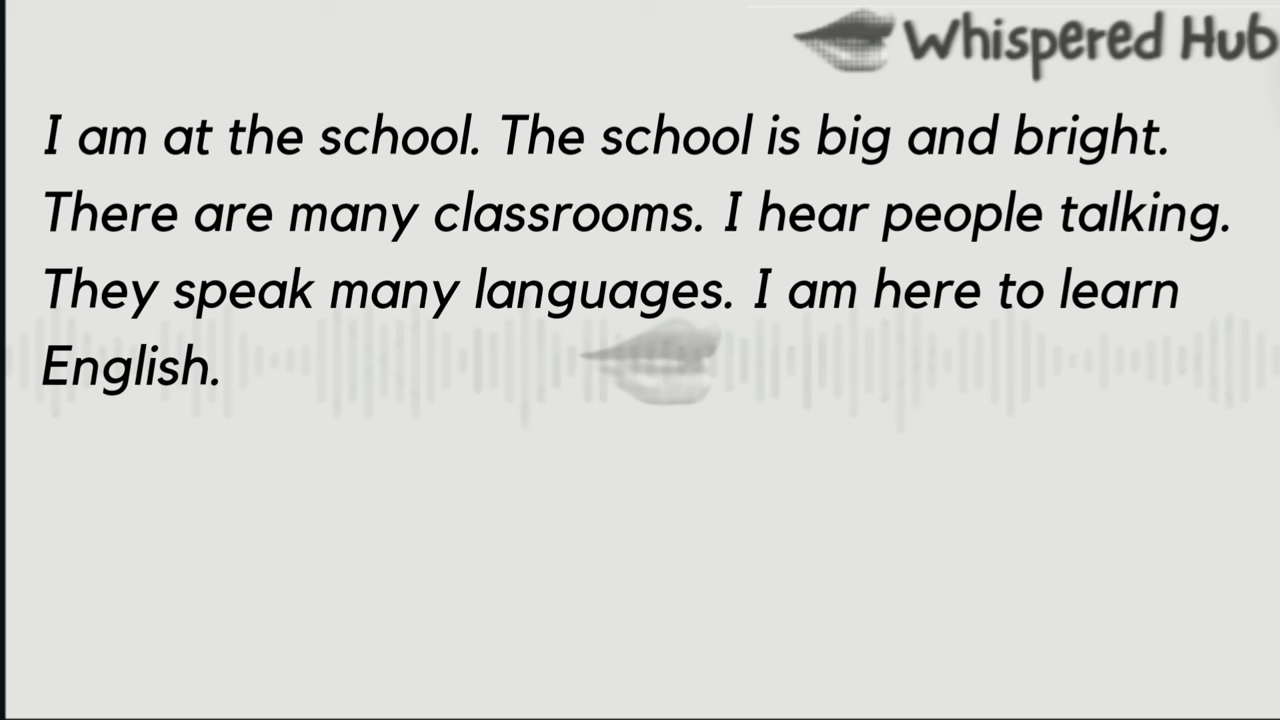 Whispered Hub
I am at the school. The school is big and bright.
There are many classrooms. I hear people talking.
They speak many languages. I am here to learn
English.